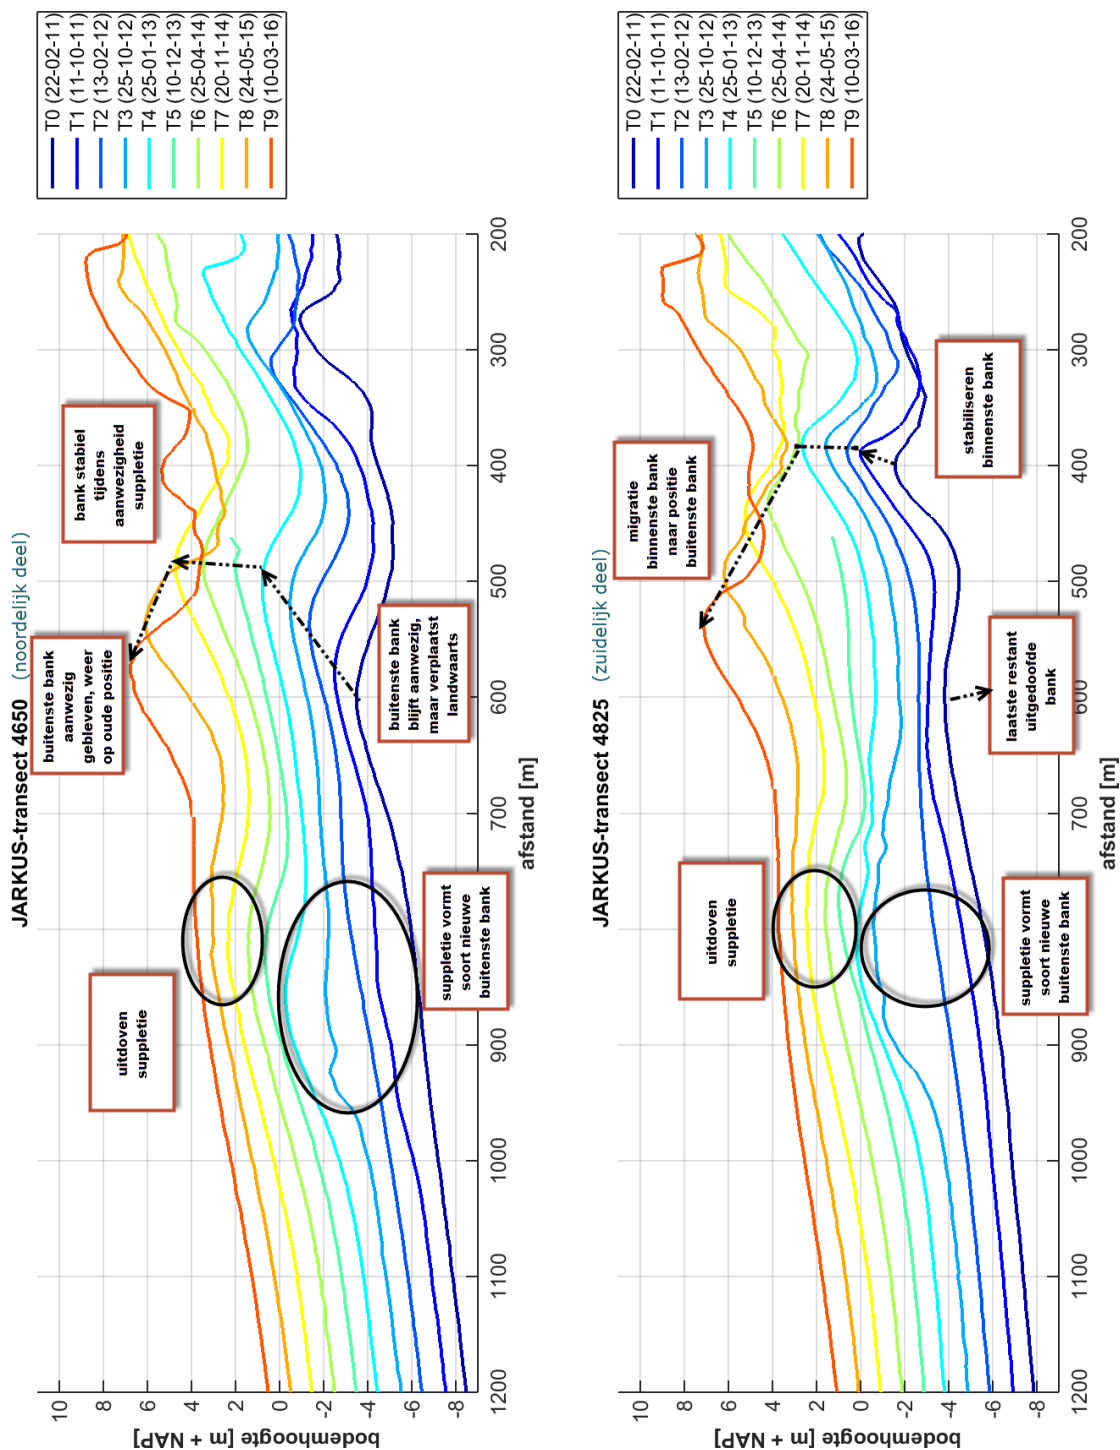 JARKUS-transect 4650 (noordelijk deel)
bodemhoogte [m + NAP]
10
8
6
4
2
0
-2
-4
-6
-8
1200
1100
1000
900
800
700
600
500
400
300
200
afstand [m]
uitdoven
suppletie
buitenste bank
aanwezig
gebleven, weer
op oude positie
bank stabiel
tijdens
aanwezigheid
suppletie
suppletie vormt
soort nieuwe
buitenste bank
buitenste bank
blijft aanwezig,
maar verplaatst
landwaarts
T0 (22-02-11)
T1 (11-10-11)
T2 (13-02-12)
T3 (25-10-12)
T4 (25-01-13)
T5 (10-12-13)
T6 (25-04-14)
T7 (20-11-14)
T8 (24-05-15)
T9 (10-03-16)
JARKUS-transect 4825 (zuidelijk deel)
bodemhoogte [m + NAP]
10
8
6
4
2
0
-2
-4
-6
-8
1200
1100
1000
900
800
700
600
500
400
300
200
afstand [m]
uitdoven
suppletie
migratie
binnenste bank
naar positie
buitenste bank
suppletie vormt
soort nieuwe
buitenste bank
laatste restant
uitgedoofde
bank
stabiliseren
binnenste bank
T0 (22-02-11)
T1 (11-10-11)
T2 (13-02-12)
T3 (25-10-12)
T4 (25-01-13)
T5 (10-12-13)
T6 (25-04-14)
T7 (20-11-14)
T8 (24-05-15)
T9 (10-03-16)